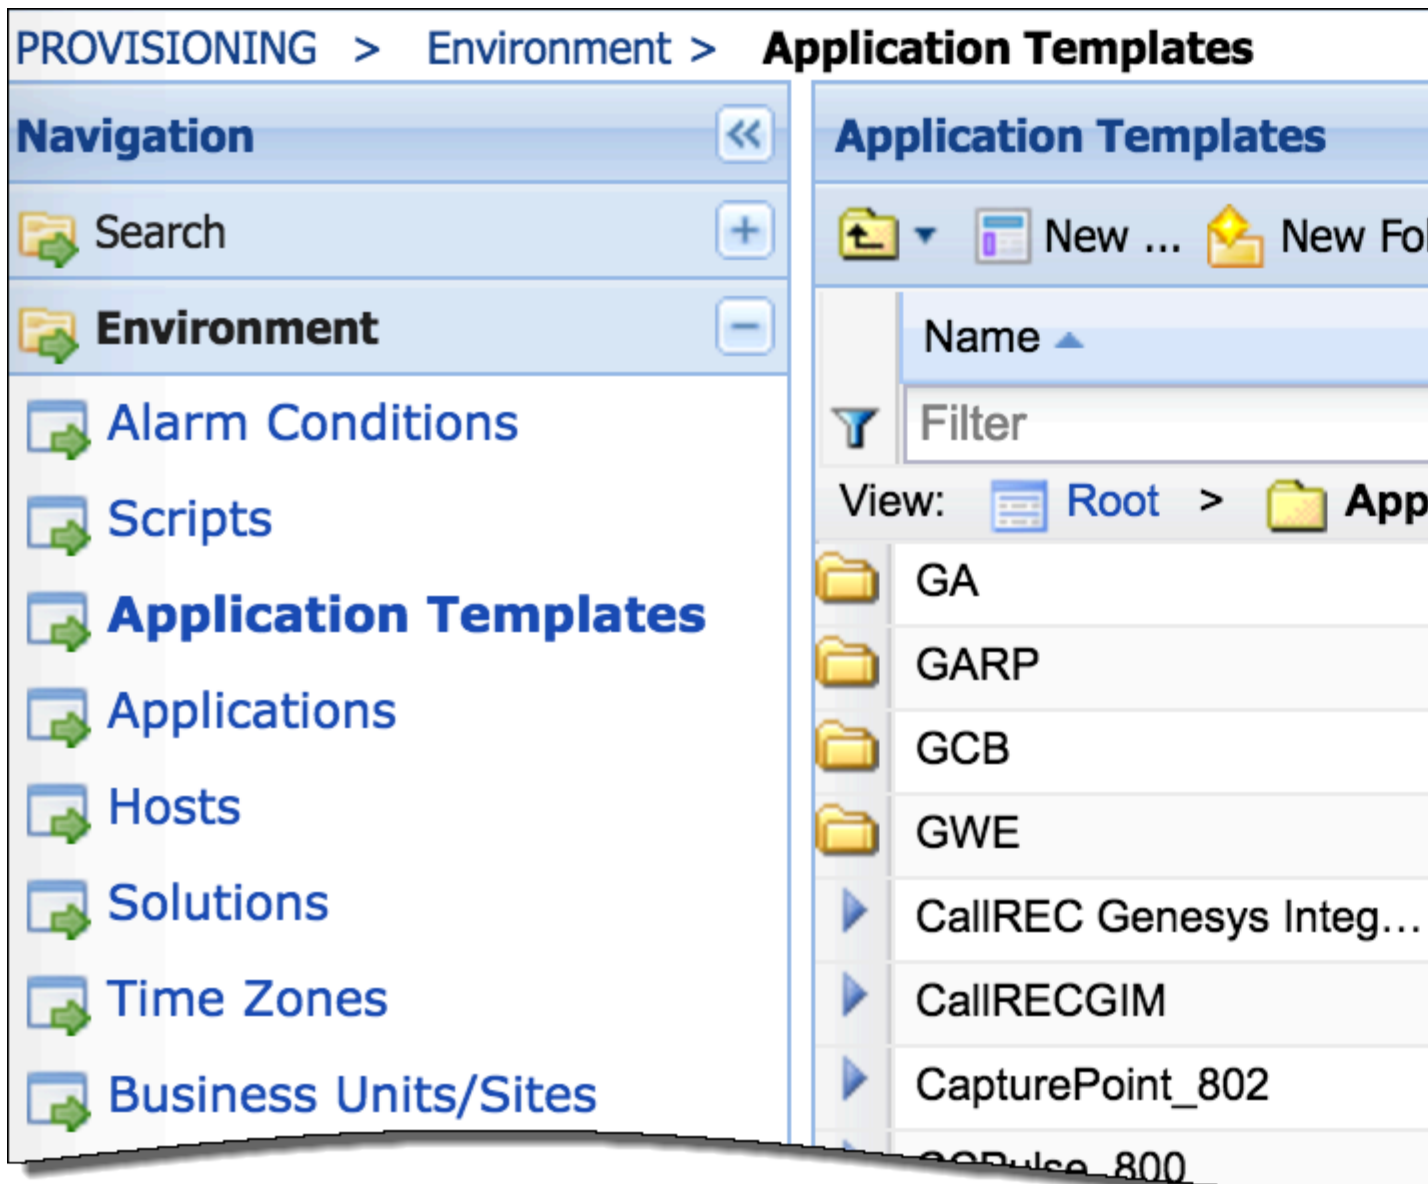 PROVISIONING > Environment > Application Templates
Navigation
Search
Environment
Alarm Conditions
Scripts
Application Templates
Applications
Hosts
Solutions
Time Zones
Business Units/Sites
Application Templates
New ... New Fol
Name
Filter
View: Root > App
GA
GARP
GCB
GWE
CallREC Genesys Integ...
CallRECGIM
CapturePoint_802
CCPulse_800